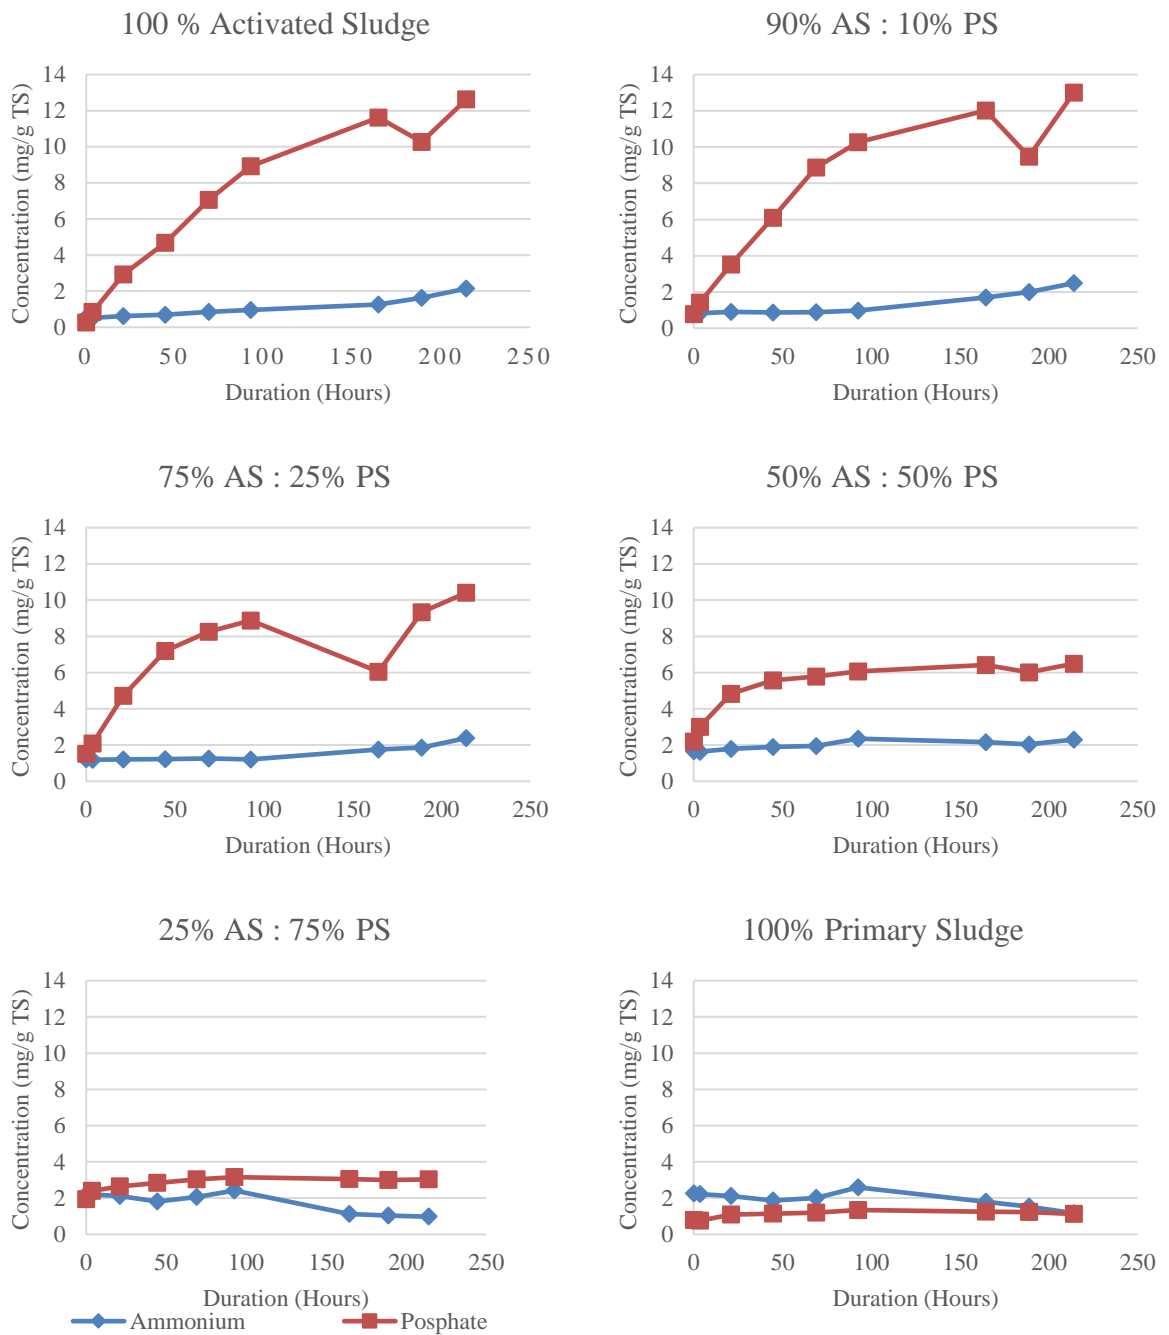 100 % Activated Sludge
Concentration (mg/g TS)
14
12
10
8
6
4
2
0
0 50 100 150 200 250
Duration (Hours)
90% AS : 10% PS
Concentration (mg/g TS)
14
12
10
8
6
4
2
0
0 50 100 150 200 250
Duration (Hours)
75% AS : 25% PS
Concentration (mg/g TS)
14
12
10
8
6
4
2
0
0 50 100 150 200 250
Duration (Hours)
50% AS : 50% PS
Concentration (mg/g TS)
14
12
10
8
6
4
2
0
0 50 100 150 200 250
Duration (Hours)
25% AS : 75% PS
Concentration (mg/g TS)
14
12
10
8
6
4
2
0
0 50 100 150 200 250
Duration (Hours)
100% Primary Sludge
Concentration (mg/g TS)
14
12
10
8
6
4
2
0
0 50 100 150 200 250
Duration (Hours)
Ammonium Posphate